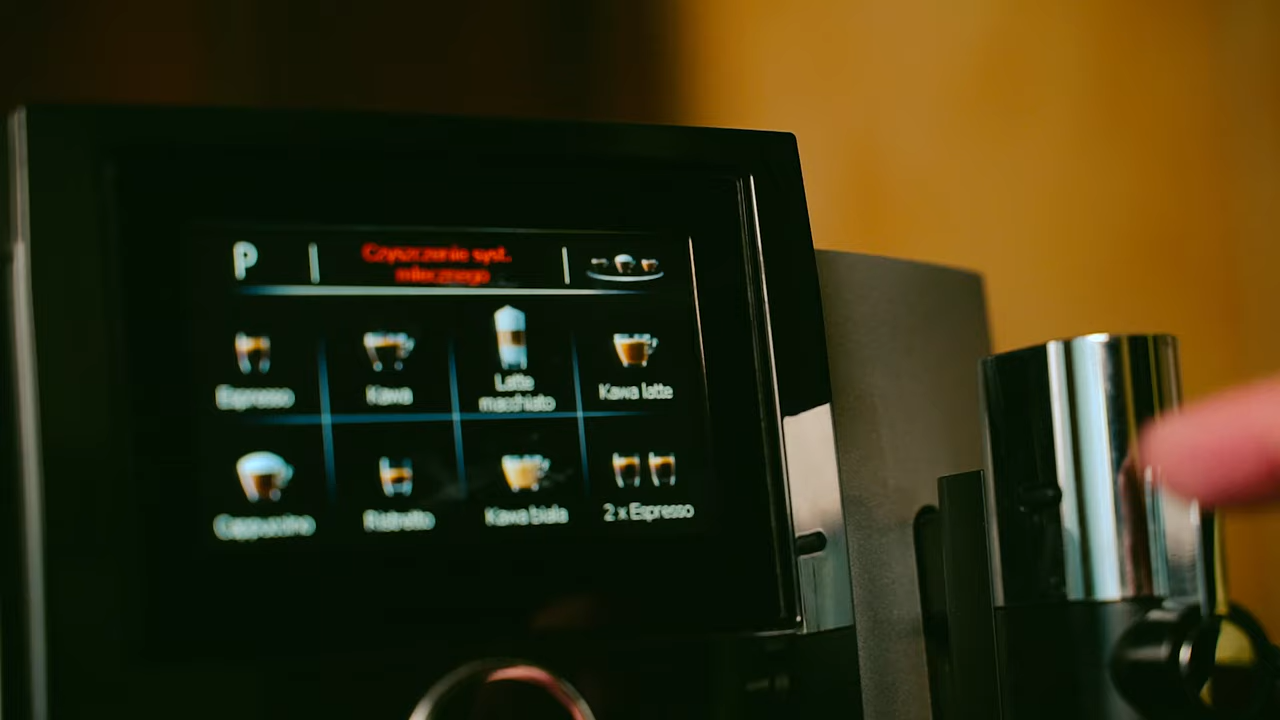 P
Czyszczenie syst.
mlecznego
Espresso
Kawa
Latte
macchiato
Kawa latte
Cappuccino
Ristretto
Kawa biała
2 x Espresso